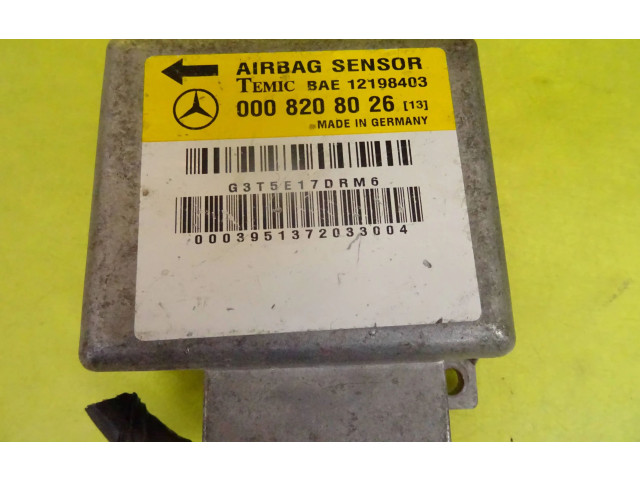 AIRBAG SENSOR
TEMIC BAE 12198403
000 820 80 26 [13]
MADE IN GERMANY
G3T5E17DRM6
0003951372033004